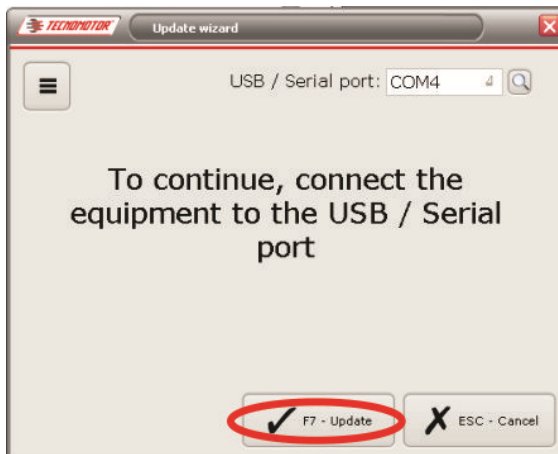 TECNOMOTOR Update wizard
USB / Serial port: COM4
To continue, connect the
equipment to the USB / Serial
port
F7 - Update ESC - Cancel